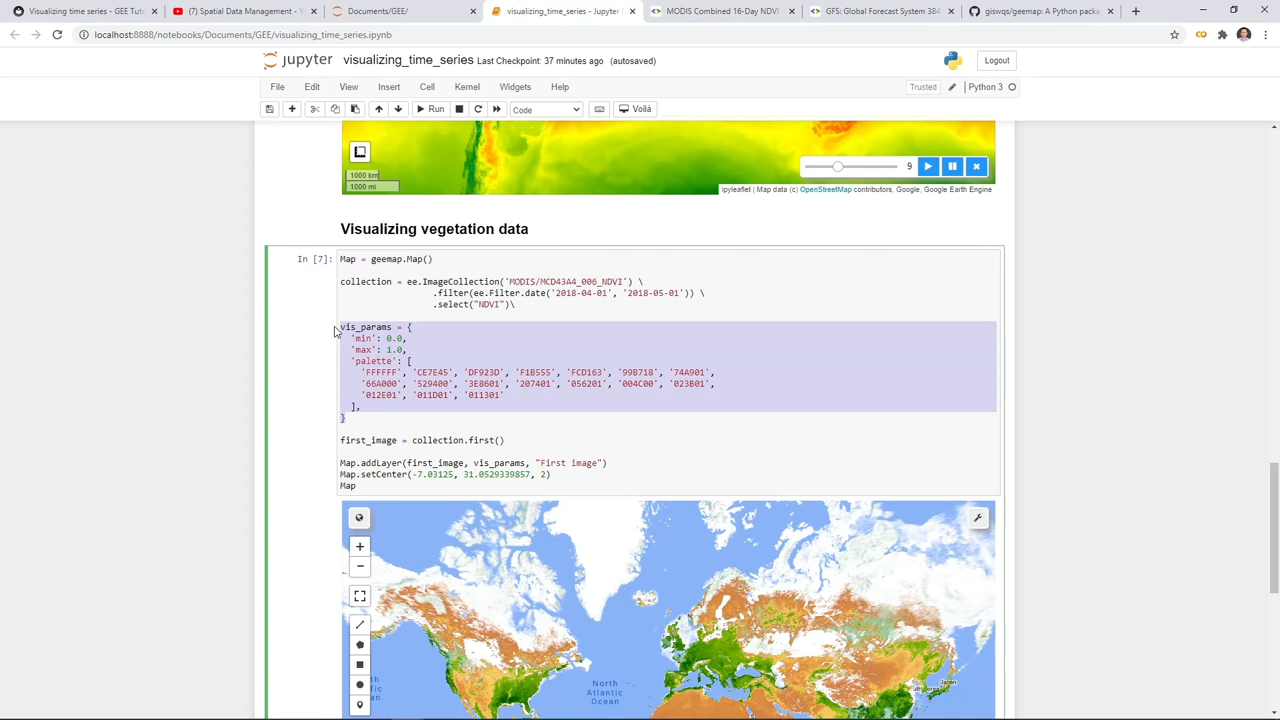 Visualizing time series - GEE Tuto
(7) Spatial Data Management - Y
Documents/GEE/
visualizing_time_series - Jupyter
MODIS Combined 16-Day NDVI
GFS: Global Forecast System 384
giswqs/geemap: A Python packa
localhost:8888/notebooks/Documents/GEE/visualizing_time_series.ipynb
jupyter visualizing_time_series Last Checkpoint: 37 minutes ago (autosaved)
Logout
File Edit View Insert Cell Kernel Widgets Help
Trusted Python 3
Run Code Voilà
1000 km
1000 mi
9
ipyleaflet | Map data (c) OpenStreetMap contributors, Google, Google Earth Engine
Visualizing vegetation data
In [7]:
Map = geemap.Map()
collection = ee.ImageCollection('MODIS/MCD43A4_006_NDVI') \
.filter(ee.Filter.date('2018-04-01', '2018-05-01')) \
.select("NDVI")\
vis_params = {
'min': 0.0,
'max': 1.0,
'palette': [
'FFFFFF', 'CE7E45', 'DF923D', 'F1B555', 'FCD163', '99B718', '74A901',
'66A000', '529400', '3E8601', '207401', '056201', '004C00', '023B01',
'012E01', '011D01', '011301'
],
}
first_image = collection.first()
Map.addLayer(first_image, vis_params, "First image")
Map.setCenter(-7.03125, 31.0529339857, 2)
Map
North
Atlantic
Ocean
Japan